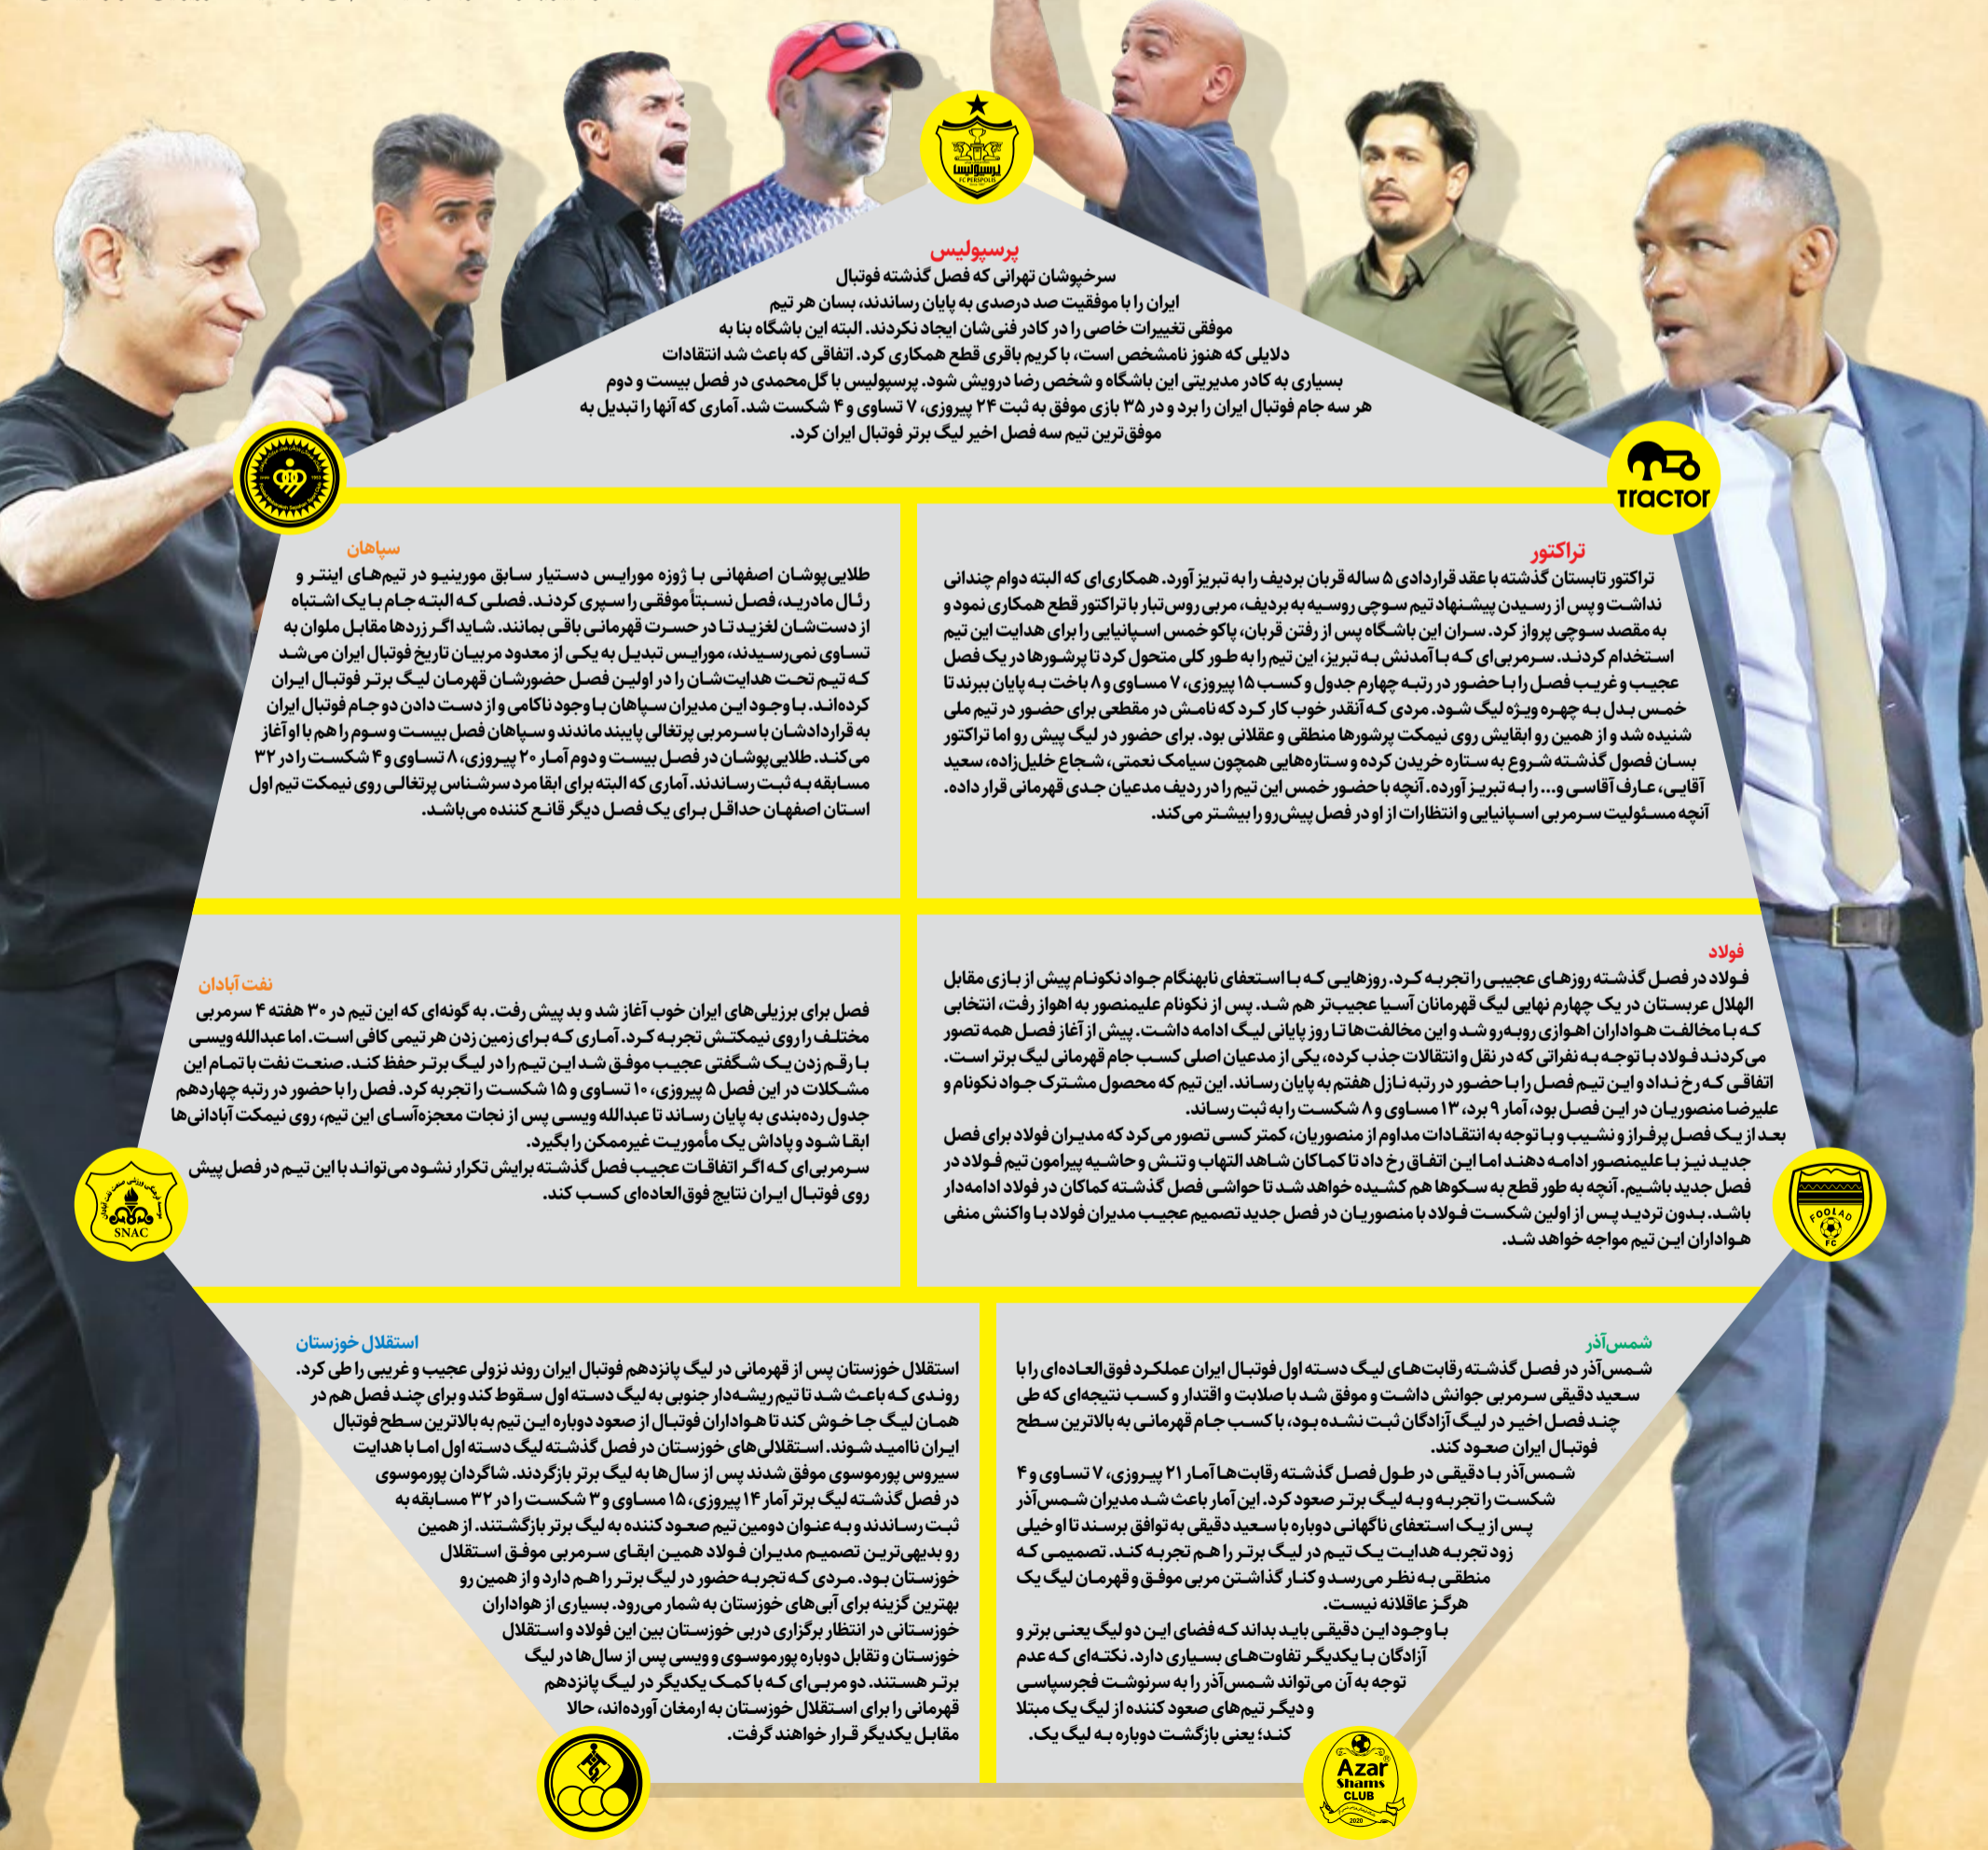 پرسپولیس
سرخپوشان تهرانی که فصل گذشته فوتبال
ایران را با موفقیت صد درصدی به پایان رساندند، بسان هر تیم
موفقی تغییرات خاصی را در کادر فنی‌شان ایجاد نکردند. البته این باشگاه بنا به
دلایلی که هنوز نامشخص است، با کریم باقری قطع همکاری کرد. اتفاقی که باعث شد انتقادات
بسیاری به کادر مدیریتی این باشگاه و شخص رضا درویش شود. پرسپولیس با گل‌محمدی در فصل بیست و دوم
هر سه جام فوتبال ایران را برد و در ۳۵ بازی موفق به ثبت ۲۴ پیروزی، ۷ تساوی و ۴ شکست شد. آماری که آنها را تبدیل به
موفق‌ترین تیم سه فصل اخیر لیگ برتر فوتبال ایران کرد.
پرسپولیس
FC PERSPOLIS
TRACTOR
تراکتور
تراکتور تابستان گذشته با عقد قراردادی ۵ ساله قربان بردیف را به تبریز آورد. همکاری‌ای که البته دوام چندانی
نداشت و پس از رسیدن پیشنهاد تیم سوچی روسیه به بردیف، مربی روس‌تبار با تراکتور قطع همکاری نمود و
به مقصد سوچی پرواز کرد. سران این باشگاه پس از رفتن قربان، پاکو خمس اسپانیایی را برای هدایت این تیم
استخدام کردند. سرمربی‌ای که با آمدنش به تبریز، این تیم را به طور کلی متحول کرد تا پرشورها در یک فصل
عجیب و غریب فصل را با حضور در رتبه چهارم جدول و کسب ۱۵ پیروزی، ۷ مساوی و ۸ باخت به پایان ببرند تا
خمس بدل به چهره ویژه لیگ شود. مردی که آنقدر خوب کار کرد که نامش در مقطعی برای حضور در تیم ملی
شنیده شد و از همین رو ابقایش روی نیمکت پرشورها منطقی و عقلانی بود. برای حضور در لیگ پیش رو اما تراکتور
بسان فصول گذشته شروع به ستاره خریدن کرده و ستاره‌هایی همچون سیامک نعمتی، شجاع خلیل‌زاده، سعید
آقایی، عارف آقاسی و... را به تبریز آورده. آنچه با حضور خمس این تیم را در ردیف مدعیان جدی قهرمانی قرار داده.
آنچه مسئولیت سرمربی اسپانیایی و انتظارات از او در فصل پیش‌رو را بیشتر می‌کند.
سپاهان
طلایی‌پوشان اصفهانی با ژوزه مورایس دستیار سابق مورینیو در تیم‌های اینتر و
رئال مادرید، فصل نسبتاً موفقی را سپری کردند. فصلی که البته جام با یک اشتباه
از دست‌شان لغزید تا در حسرت قهرمانی باقی بمانند. شاید اگر زردها مقابل ملوان به
تساوی نمی‌رسیدند، مورایس تبدیل به یکی از معدود مربیان تاریخ فوتبال ایران می‌شد
که تیم تحت هدایت‌شان را در اولین فصل حضورشان قهرمان لیگ برتر فوتبال ایران
کرده‌اند. با وجود این مدیران سپاهان با وجود ناکامی و از دست دادن دو جام فوتبال ایران
به قراردادشان با سرمربی پرتغالی پایبند ماندند و سپاهان فصل بیست و سوم را هم با او آغاز
می‌کند. طلایی‌پوشان در فصل بیست و دوم آمار ۲۰ پیروزی، ۸ تساوی و ۴ شکست را در ۳۲
مسابقه به ثبت رساندند. آماری که البته برای ابقا مرد سرشناس پرتغالی روی نیمکت تیم اول
استان اصفهان حداقل برای یک فصل دیگر قانع کننده می‌باشد.
فولاد
فولاد در فصل گذشته روزهای عجیبی را تجربه کرد. روزهایی که با استعفای نابهنگام جواد نکونام پیش از بازی مقابل
الهلال عربستان در یک چهارم نهایی لیگ قهرمانان آسیا عجیب‌تر هم شد. پس از نکونام علیمنصور به اهواز رفت، انتخابی
که با مخالفت هواداران اهوازی روبه‌رو شد و این مخالفت‌ها تا روز پایانی لیگ ادامه داشت. پیش از آغاز فصل همه تصور
می‌کردند فولاد با توجه به نفراتی که در نقل و انتقالات جذب کرده، یکی از مدعیان اصلی کسب جام قهرمانی لیگ برتر است.
اتفاقی که رخ نداد و این تیم فصل را با حضور در رتبه نازل هفتم به پایان رساند. این تیم که محصول مشترک جواد نکونام و
علیرضا منصوریان در این فصل بود، آمار ۹ برد، ۱۳ مساوی و ۸ شکست را به ثبت رساند.
بعد از یک فصل پرفراز و نشیب و با توجه به انتقادات مداوم از منصوریان، کمتر کسی تصور می‌کرد که مدیران فولاد برای فصل
جدید نیز با علیمنصور ادامه دهند اما این اتفاق رخ داد تا کماکان شاهد التهاب و تنش و حاشیه پیرامون تیم فولاد در
فصل جدید باشیم. آنچه به طور قطع به سکوها هم کشیده خواهد شد تا حواشی فصل گذشته کماکان در فولاد ادامه‌دار
باشد. بدون تردید پس از اولین شکست فولاد با منصوریان در فصل جدید تصمیم عجیب مدیران فولاد با واکنش منفی
هواداران این تیم مواجه خواهد شد.
FOOLAD
FC
نفت آبادان
فصل برای برزیلی‌های ایران خوب آغاز شد و بد پیش رفت. به گونه‌ای که این تیم در ۳۰ هفته ۴ سرمربی
مختلف را روی نیمکتش تجربه کرد. آماری که برای زمین زدن هر تیمی کافی است. اما عبدالله ویسی
با رقم زدن یک شگفتی عجیب موفق شد این تیم را در لیگ برتر حفظ کند. صنعت نفت با تمام این
مشکلات در این فصل ۵ پیروزی، ۱۰ تساوی و ۱۵ شکست را تجربه کرد. فصل را با حضور در رتبه چهاردهم
جدول رده‌بندی به پایان رساند تا عبدالله ویسی پس از نجات معجزه‌آسای این تیم، روی نیمکت آبادانی‌ها
ابقا شود و پاداش یک مأموریت غیرممکن را بگیرد.
سرمربی‌ای که اگر اتفاقات عجیب فصل گذشته برایش تکرار نشود می‌تواند با این تیم در فصل پیش
روی فوتبال ایران نتایج فوق‌العاده‌ای کسب کند.
SNAC
شمس‌آذر
شمس‌آذر در فصل گذشته رقابت‌های لیگ دسته اول فوتبال ایران عملکرد فوق‌العاده‌ای را با
سعید دقیقی سرمربی جوانش داشت و موفق شد با صلابت و اقتدار و کسب نتیجه‌ای که طی
چند فصل اخیر در لیگ آزادگان ثبت نشده بود، با کسب جام قهرمانی به بالاترین سطح
فوتبال ایران صعود کند.
شمس‌آذر با دقیقی در طول فصل گذشته رقابت‌ها آمار ۲۱ پیروزی، ۷ تساوی و ۴
شکست را تجربه و به لیگ برتر صعود کرد. این آمار باعث شد مدیران شمس‌آذر
پس از یک استعفای ناگهانی دوباره با سعید دقیقی به توافق برسند تا او خیلی
زود تجربه هدایت یک تیم در لیگ برتر را هم تجربه کند. تصمیمی که
منطقی به نظر می‌رسد و کنار گذاشتن مربی موفق و قهرمان لیگ یک
هرگز عاقلانه نیست.
با وجود این دقیقی باید بداند که فضای این دو لیگ یعنی برتر و
آزادگان با یکدیگر تفاوت‌های بسیاری دارد. نکته‌ای که عدم
توجه به آن می‌تواند شمس‌آذر را به سرنوشت فجرسپاسی
و دیگر تیم‌های صعود کننده از لیگ یک مبتلا
کند؛ یعنی بازگشت دوباره به لیگ یک.
Azar
Shams
CLUB
2020
استقلال خوزستان
استقلال خوزستان پس از قهرمانی در لیگ پانزدهم فوتبال ایران روند نزولی عجیب و غریبی را طی کرد.
روندی که باعث شد تا تیم ریشه‌دار جنوبی به لیگ دسته اول سقوط کند و برای چند فصل هم در
همان لیگ جا خوش کند تا هواداران فوتبال از صعود دوباره این تیم به بالاترین سطح فوتبال
ایران ناامید شوند. استقلالی‌های خوزستان در فصل گذشته لیگ دسته اول اما با هدایت
سیروس پورموسوی موفق شدند پس از سال‌ها به لیگ برتر بازگردند. شاگردان پورموسوی
در فصل گذشته لیگ برتر آمار ۱۴ پیروزی، ۱۵ مساوی و ۳ شکست را در ۳۲ مسابقه به
ثبت رساندند و به عنوان دومین تیم صعود کننده به لیگ برتر بازگشتند. از همین
رو بدیهی‌ترین تصمیم مدیران فولاد همین ابقای سرمربی موفق استقلال
خوزستان بود. مردی که تجربه حضور در لیگ برتر را هم دارد و از همین رو
بهترین گزینه برای آبی‌های خوزستان به شمار می‌رود. بسیاری از هواداران
خوزستانی در انتظار برگزاری دربی خوزستان بین این فولاد و استقلال
خوزستان و تقابل دوباره پورموسوی و ویسی پس از سال‌ها در لیگ
برتر هستند. دو مربی‌ای که با کمک یکدیگر در لیگ پانزدهم
قهرمانی را برای استقلال خوزستان به ارمغان آورده‌اند، حالا
مقابل یکدیگر قرار خواهند گرفت.